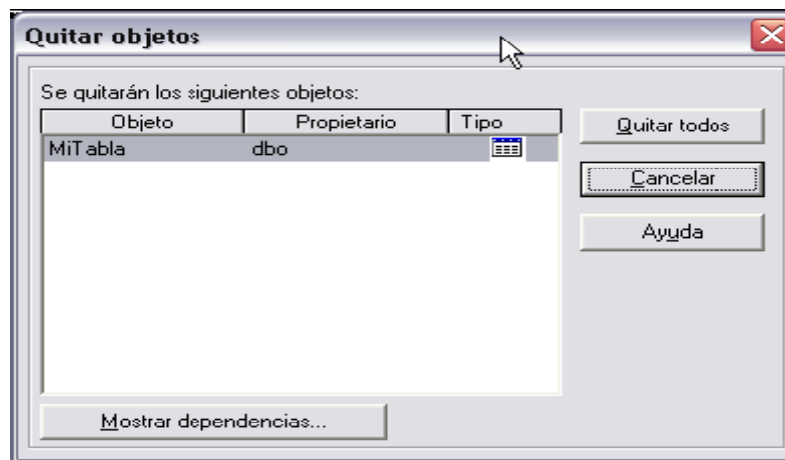 Quitar objetos
Se quitarán los siguientes objetos:
Objeto Propietario Tipo
MiTabla dbo
Quitar todos
Cancelar
Ayuda
Mostrar dependencias...